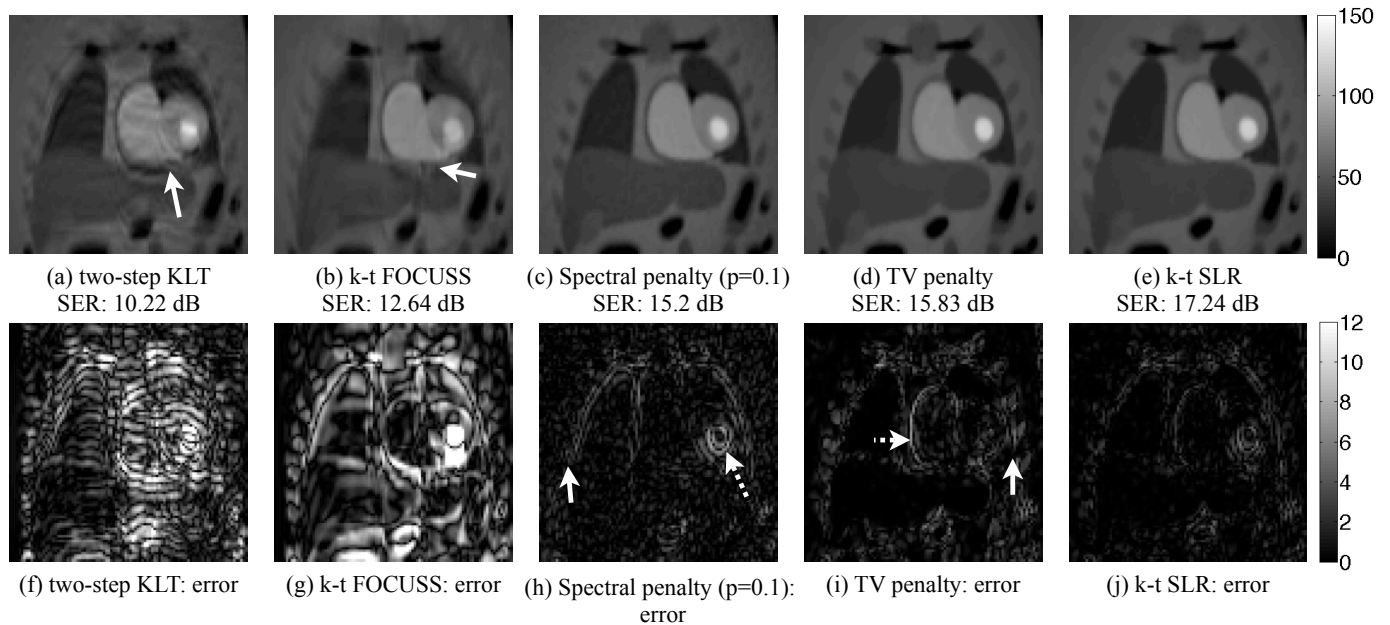 150
100
50
0
(a) two-step KLT
SER: 10.22 dB
(b) k-t FOCUSS
SER: 12.64 dB
(c) Spectral penalty (p=0.1)
SER: 15.2 dB
(d) TV penalty
SER: 15.83 dB
(e) k-t SLR
SER: 17.24 dB
12
10
8
6
4
2
0
(f) two-step KLT: error
(g) k-t FOCUSS: error
(h) Spectral penalty (p=0.1):
error
(i) TV penalty: error
(j) k-t SLR: error